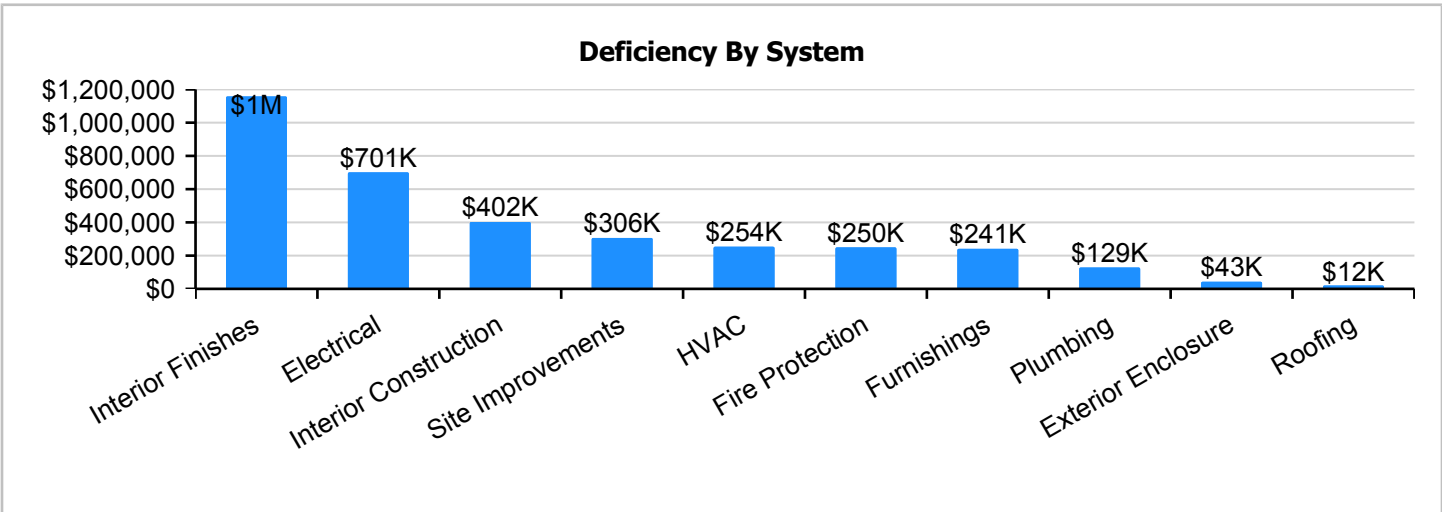 Deficiency By System
$1,200,000
$1,000,000
$800,000
$600,000
$400,000
$200,000
$0
$1M
$701K
$402K
$306K
$254K
$250K
$241K
$129K
$43K
$12K
Interior Finishes
Electrical
Interior Construction
Site Improvements
HVAC
Fire Protection
Furnishings
Plumbing
Exterior Enclosure
Roofing